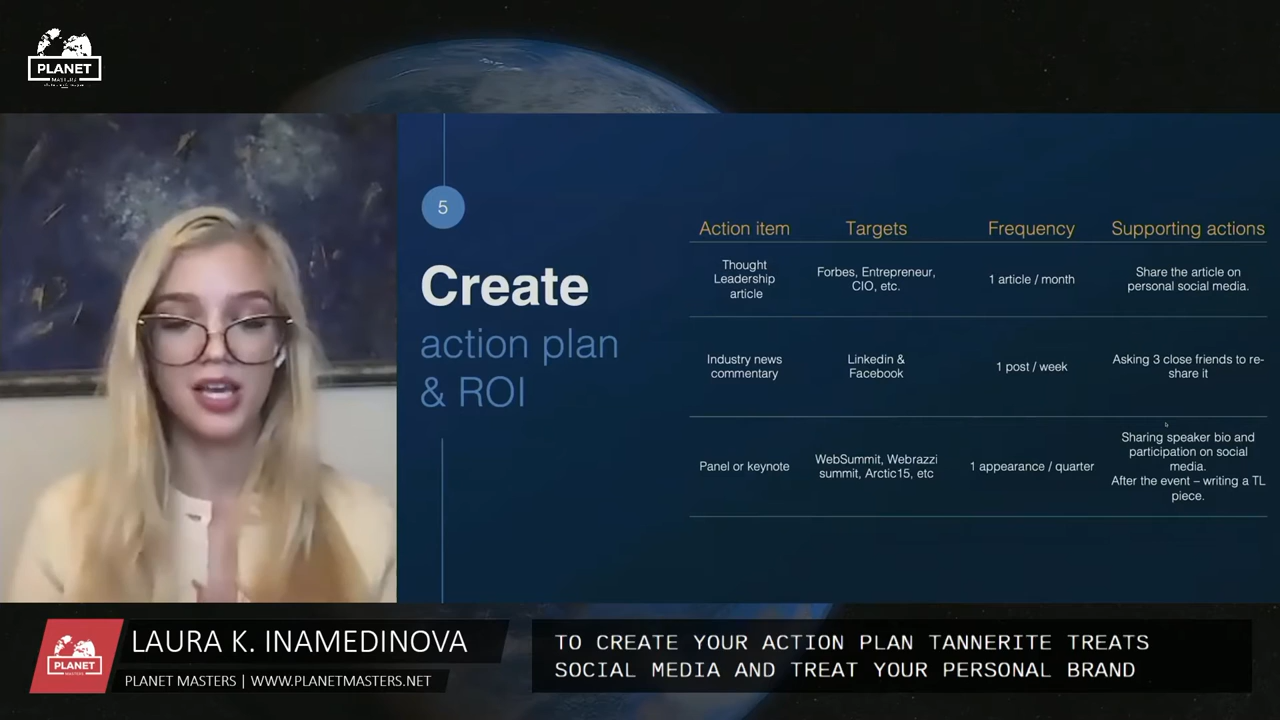 PLANET
MASTERS
5
Create
action plan
& ROI
Action item
Targets
Frequency
Supporting actions
Thought
Leadership
article
Forbes, Entrepreneur,
CIO, etc.
1 article / month
Share the article on
personal social media.
Industry news
commentary
Linkedin &
Facebook
1 post / week
Asking 3 close friends to re-
share it
Panel or keynote
WebSummit, Webrazzi
summit, Arctic15, etc
1 appearance / quarter
Sharing speaker bio and
participation on social
media.
After the event – writing a TL
piece.
PLANET
MASTERS
LAURA K. INAMEDINOVA
PLANET MASTERS | WWW.PLANETMASTERS.NET
TO CREATE YOUR ACTION PLAN TANNERITE TREATS
SOCIAL MEDIA AND TREAT YOUR PERSONAL BRAND